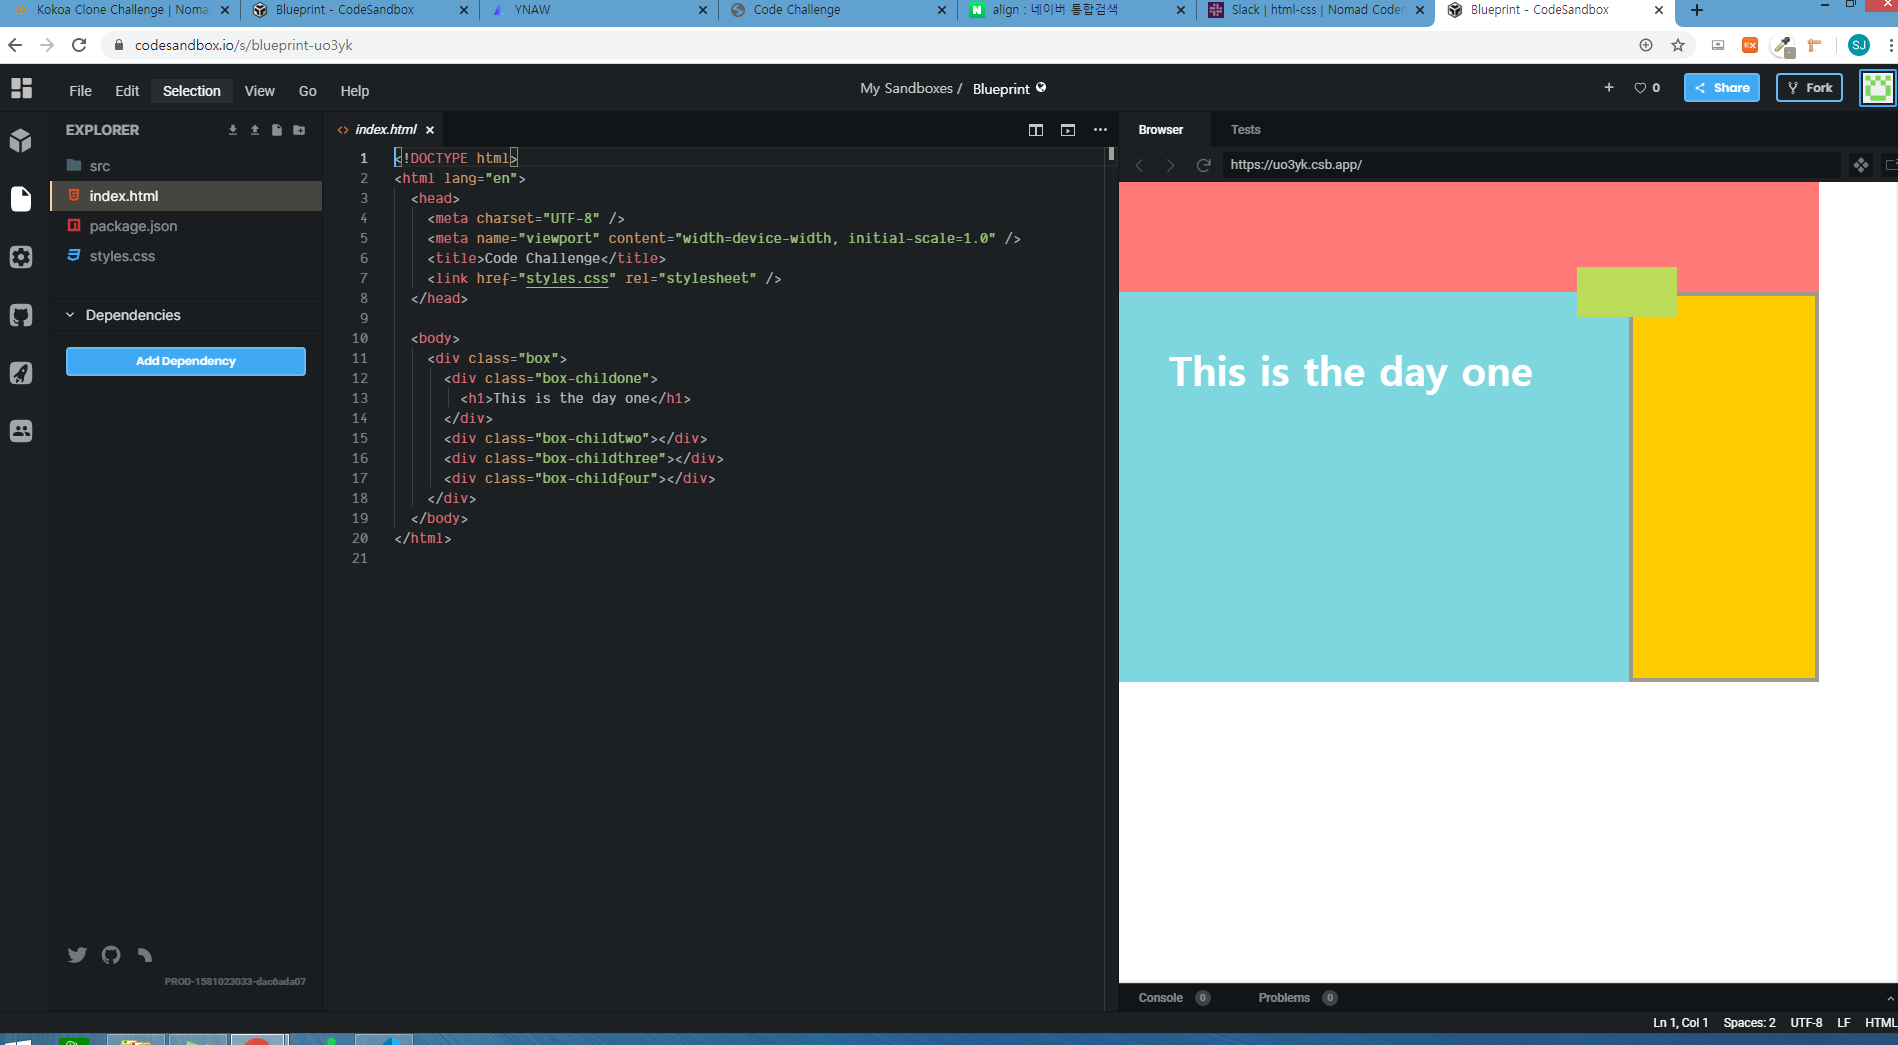 Kokoa Clone Challenge | Noma
Blueprint - CodeSandbox
YNAW
Code Challenge
N align : 네이버 통합검색
Slack | html-css | Nomad Coder
Blueprint - CodeSandbox
codesandbox.io/s/blueprint-uo3yk
EX
SJ
File Edit Selection View Go Help
My Sandboxes / Blueprint
0
Share
Fork
EXPLORER
src
index.html
package.json
styles.css
Dependencies
Add Dependency
PROD-1581023033-dac6ada07
<> index.html
1 <!DOCTYPE html>
2 <html lang="en">
3 <head>
4 <meta charset="UTF-8" />
5 <meta name="viewport" content="width=device-width, initial-scale=1.0" />
6 <title>Code Challenge</title>
7 <link href="styles.css" rel="stylesheet" />
8 </head>
9
10 <body>
11 <div class="box">
12 <div class="box-childone">
13 <h1>This is the day one</h1>
14 </div>
15 <div class="box-childtwo"></div>
16 <div class="box-childthree"></div>
17 <div class="box-childfour"></div>
18 </div>
19 </body>
20 </html>
21
Browser Tests
https://uo3yk.csb.app/
This is the day one
Console 0 Problems 0
Ln 1, Col 1 Spaces: 2 UTF-8 LF HTML